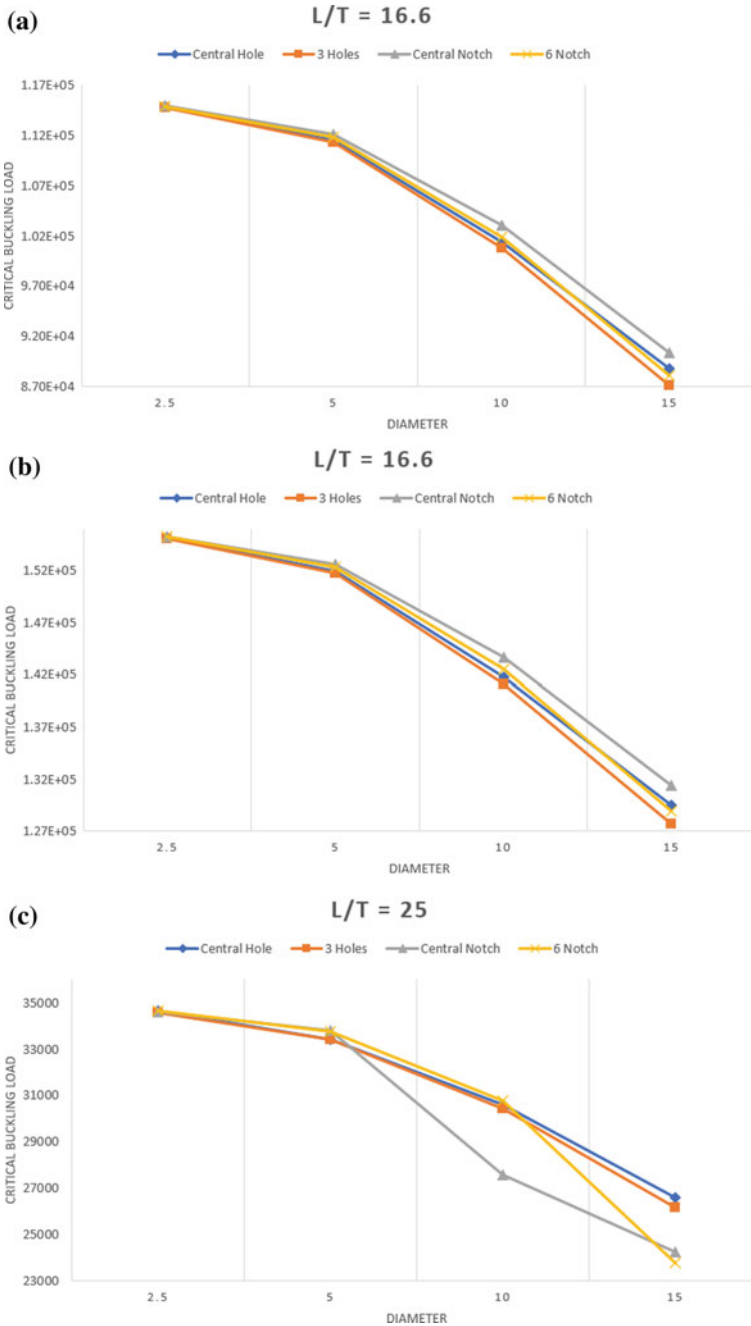 (a)
L/T = 16.6
Central Hole 3 Holes Central Notch 6 Notch
1.17E+05
1.12E+05
1.07E+05
1.02E+05
9.70E+04
9.20E+04
8.70E+04
CRITICAL BUCKLING LOAD
2.5 5 10 15
DIAMETER
(b)
L/T = 16.6
Central Hole 3 Holes Central Notch 6 Notch
1.52E+05
1.47E+05
1.42E+05
1.37E+05
1.32E+05
1.27E+05
CRITICAL BUCKLING LOAD
2.5 5 10 15
DIAMETER
(c)
L/T = 25
Central Hole 3 Holes Central Notch 6 Notch
35000
33000
31000
29000
27000
25000
23000
CRITICAL BUCKLING LOAD
2.5 5 10 15
DIAMETER